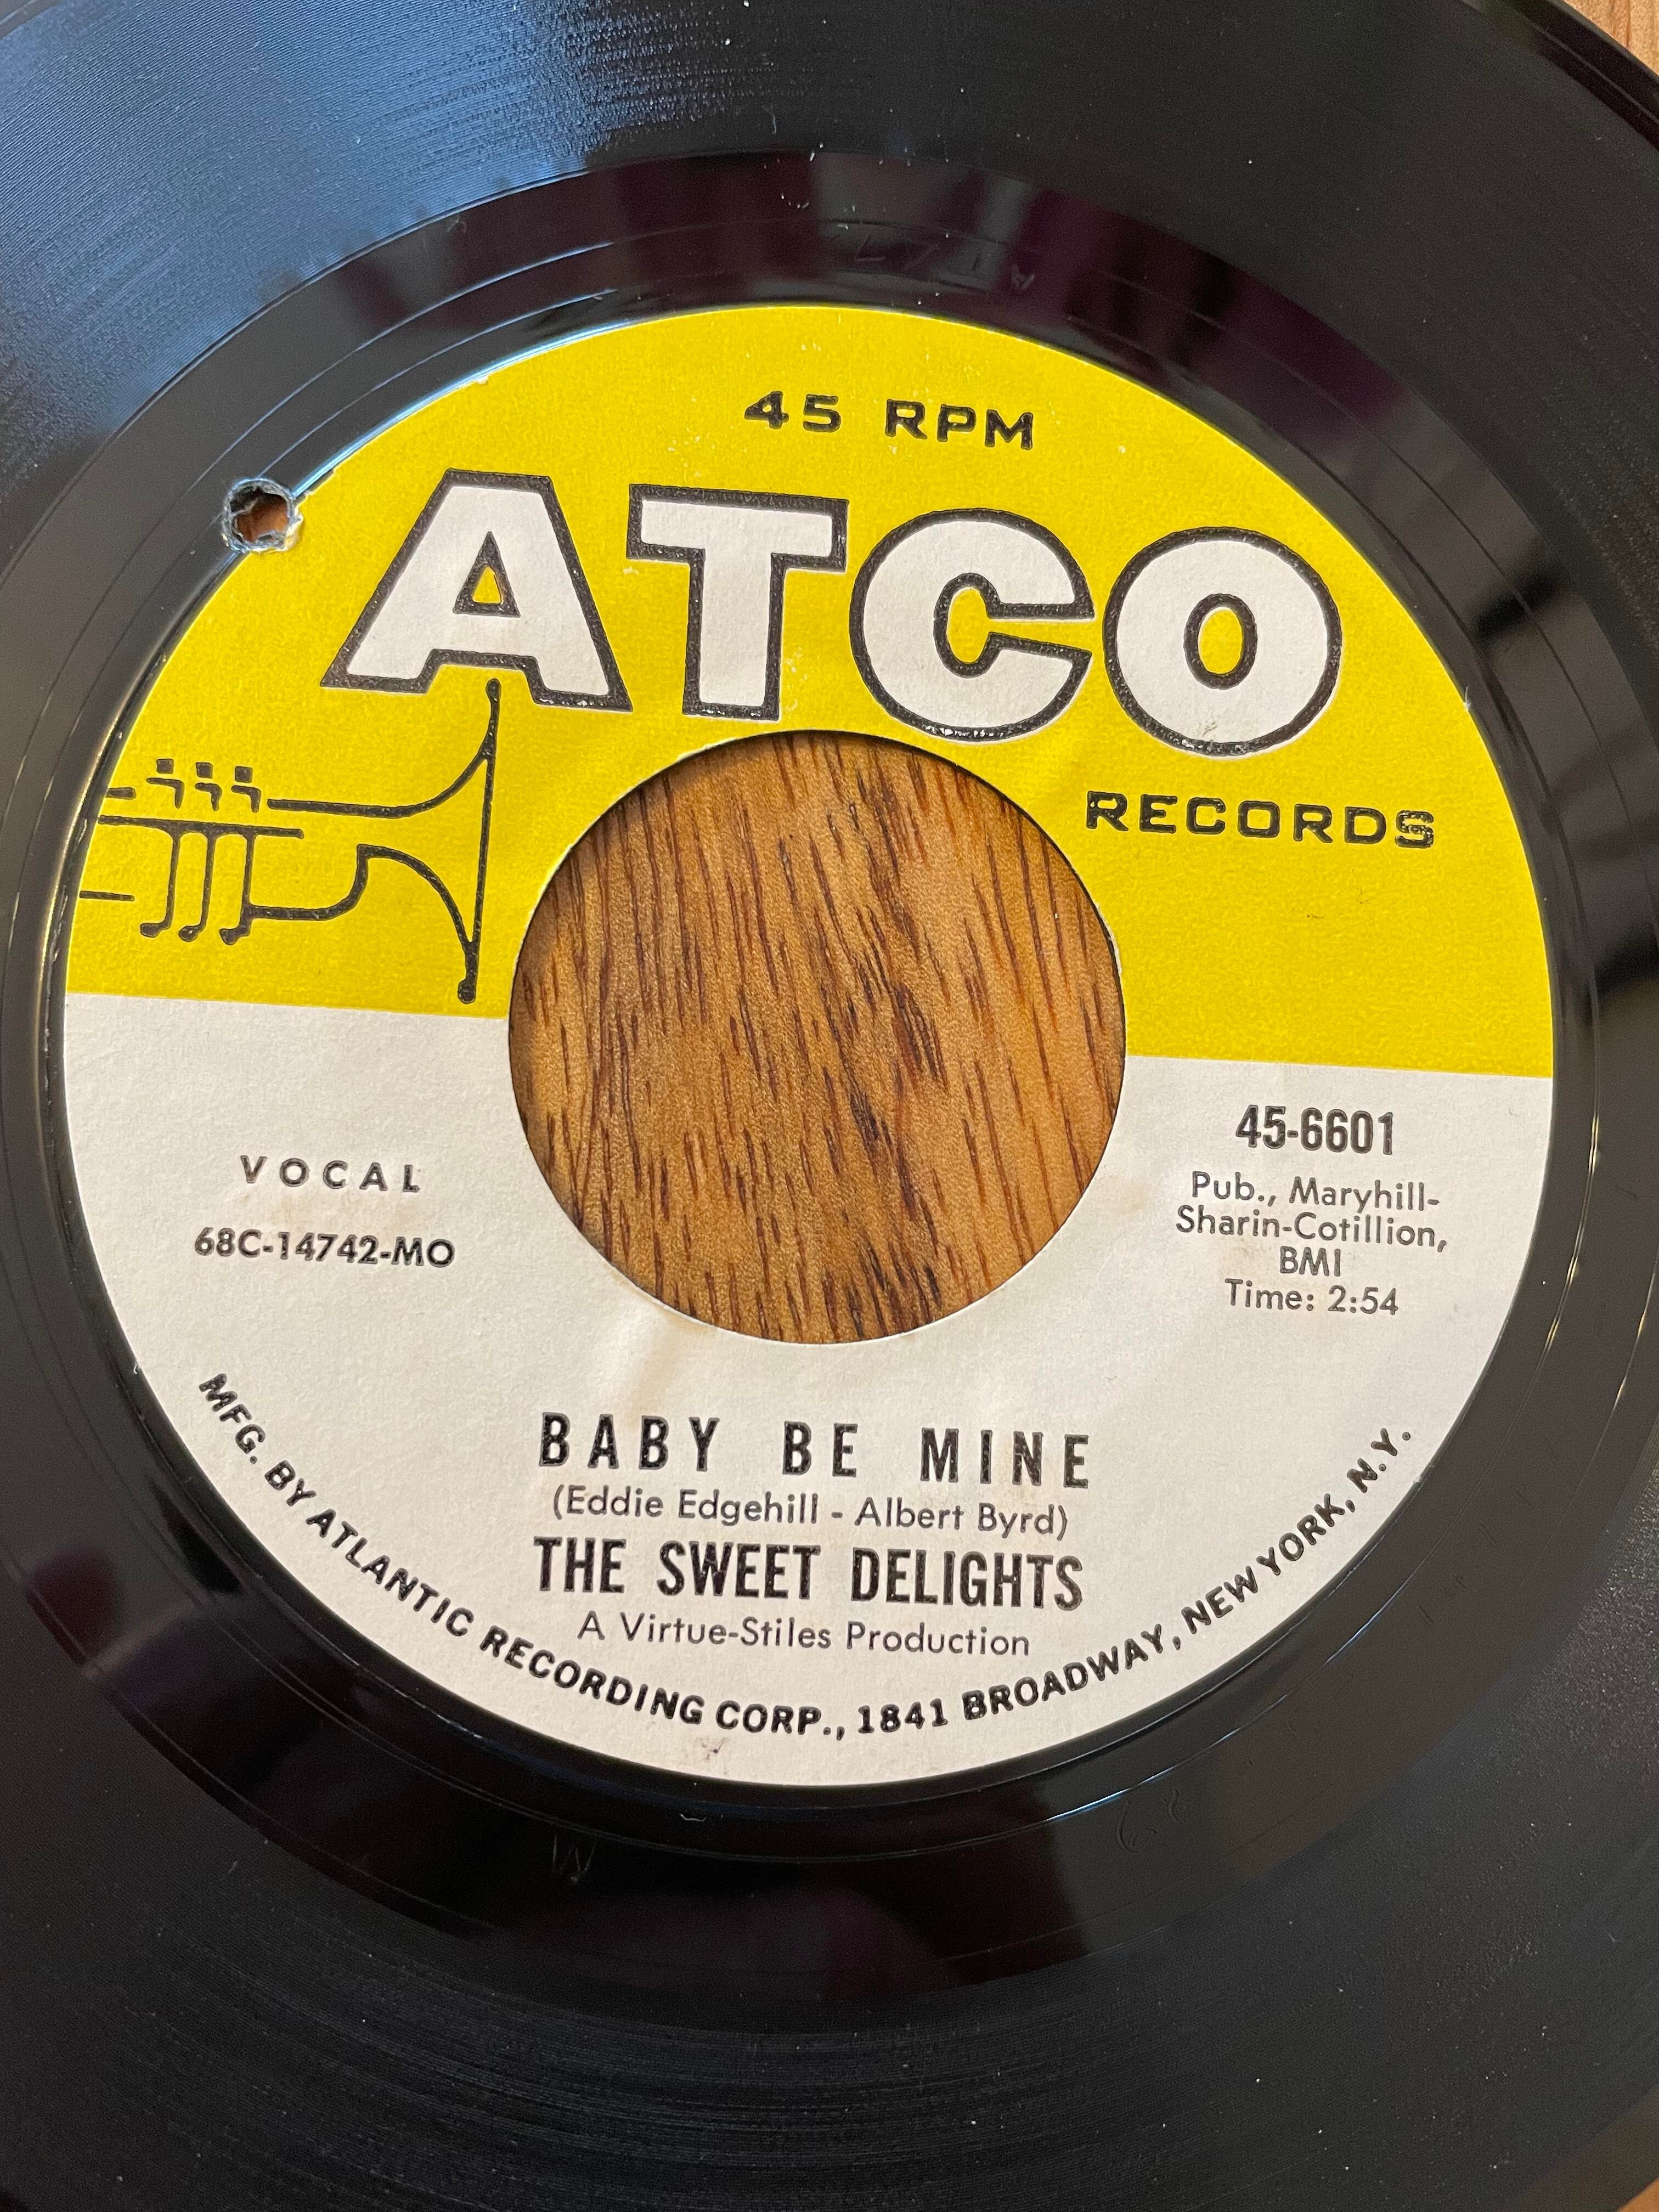 45 RPM
ATCO
RECORDS
VOCAL
68C-14742-MO
45-6601
Pub., Maryhill-
Sharin-Cotillion,
BMI
Time: 2:54
BABY BE MINE
(Eddie Edgehill - Albert Byrd)
THE SWEET DELIGHTS
A Virtue-Stiles Production
MFG. BY ATLANTIC RECORDING CORP., 1841 BROADWAY, NEW YORK, N.Y.